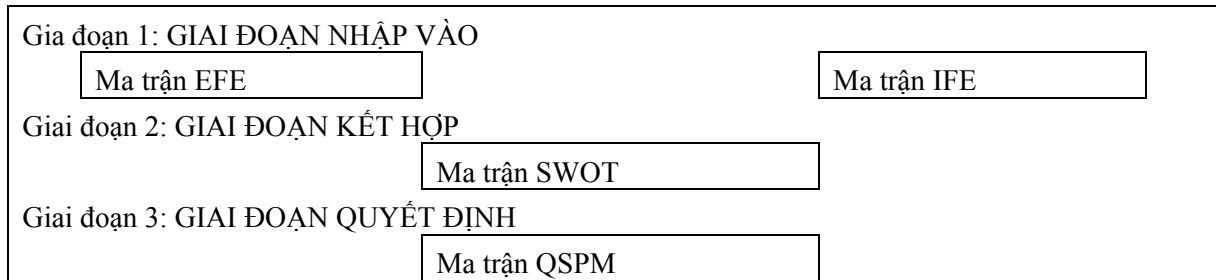 Gia đoạn 1: GIAI ĐOẠN NHẬP VÀO
Ma trận EFE
Ma trận IFE
Giai đoạn 2: GIAI ĐOẠN KẾT HỢP
Ma trận SWOT
Giai đoạn 3: GIAI ĐOẠN QUYẾT ĐỊNH
Ma trận QSPM